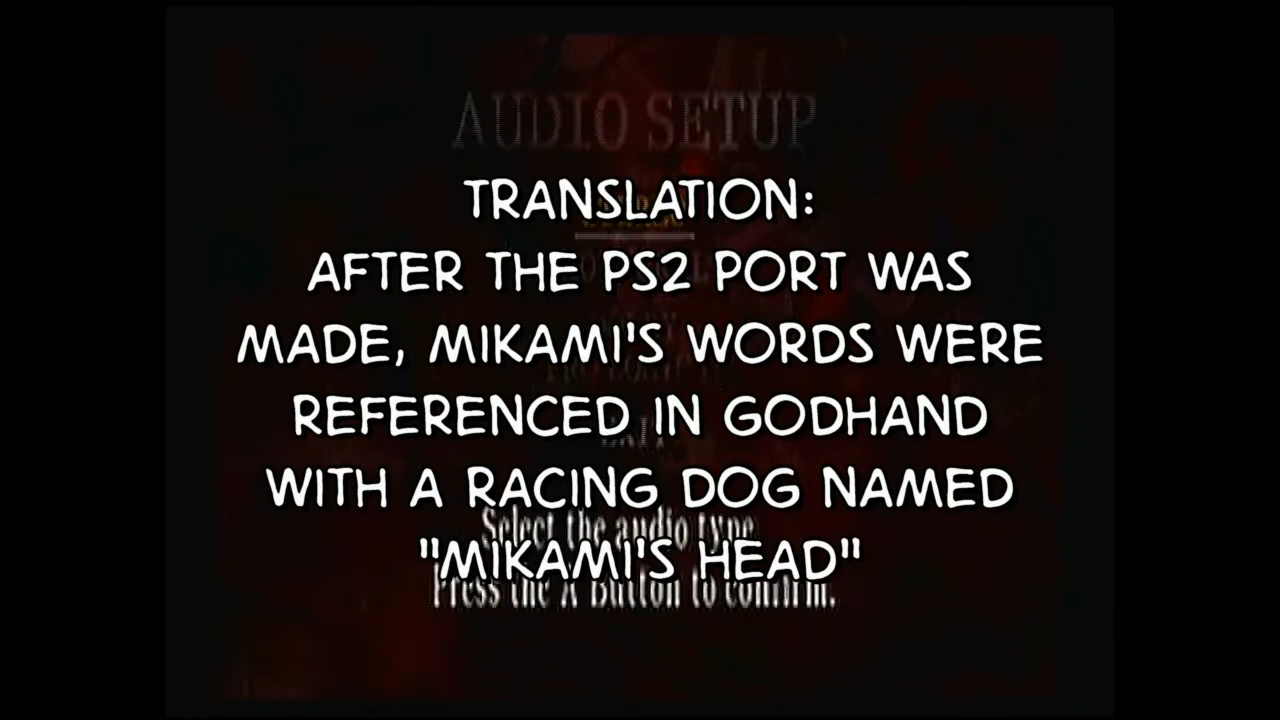 AUDIO SETUP
TRANSLATION:
AFTER THE PS2 PORT WAS
MADE, MIKAMI'S WORDS WERE
REFERENCED IN GODHAND
WITH A RACING DOG NAMED
"MIKAMI'S HEAD"
Select the audio type.
Press the A Button to confirm.